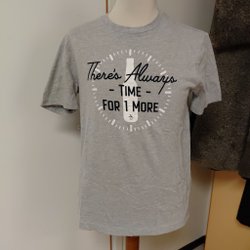 There's Always
- Time -
for 1 more